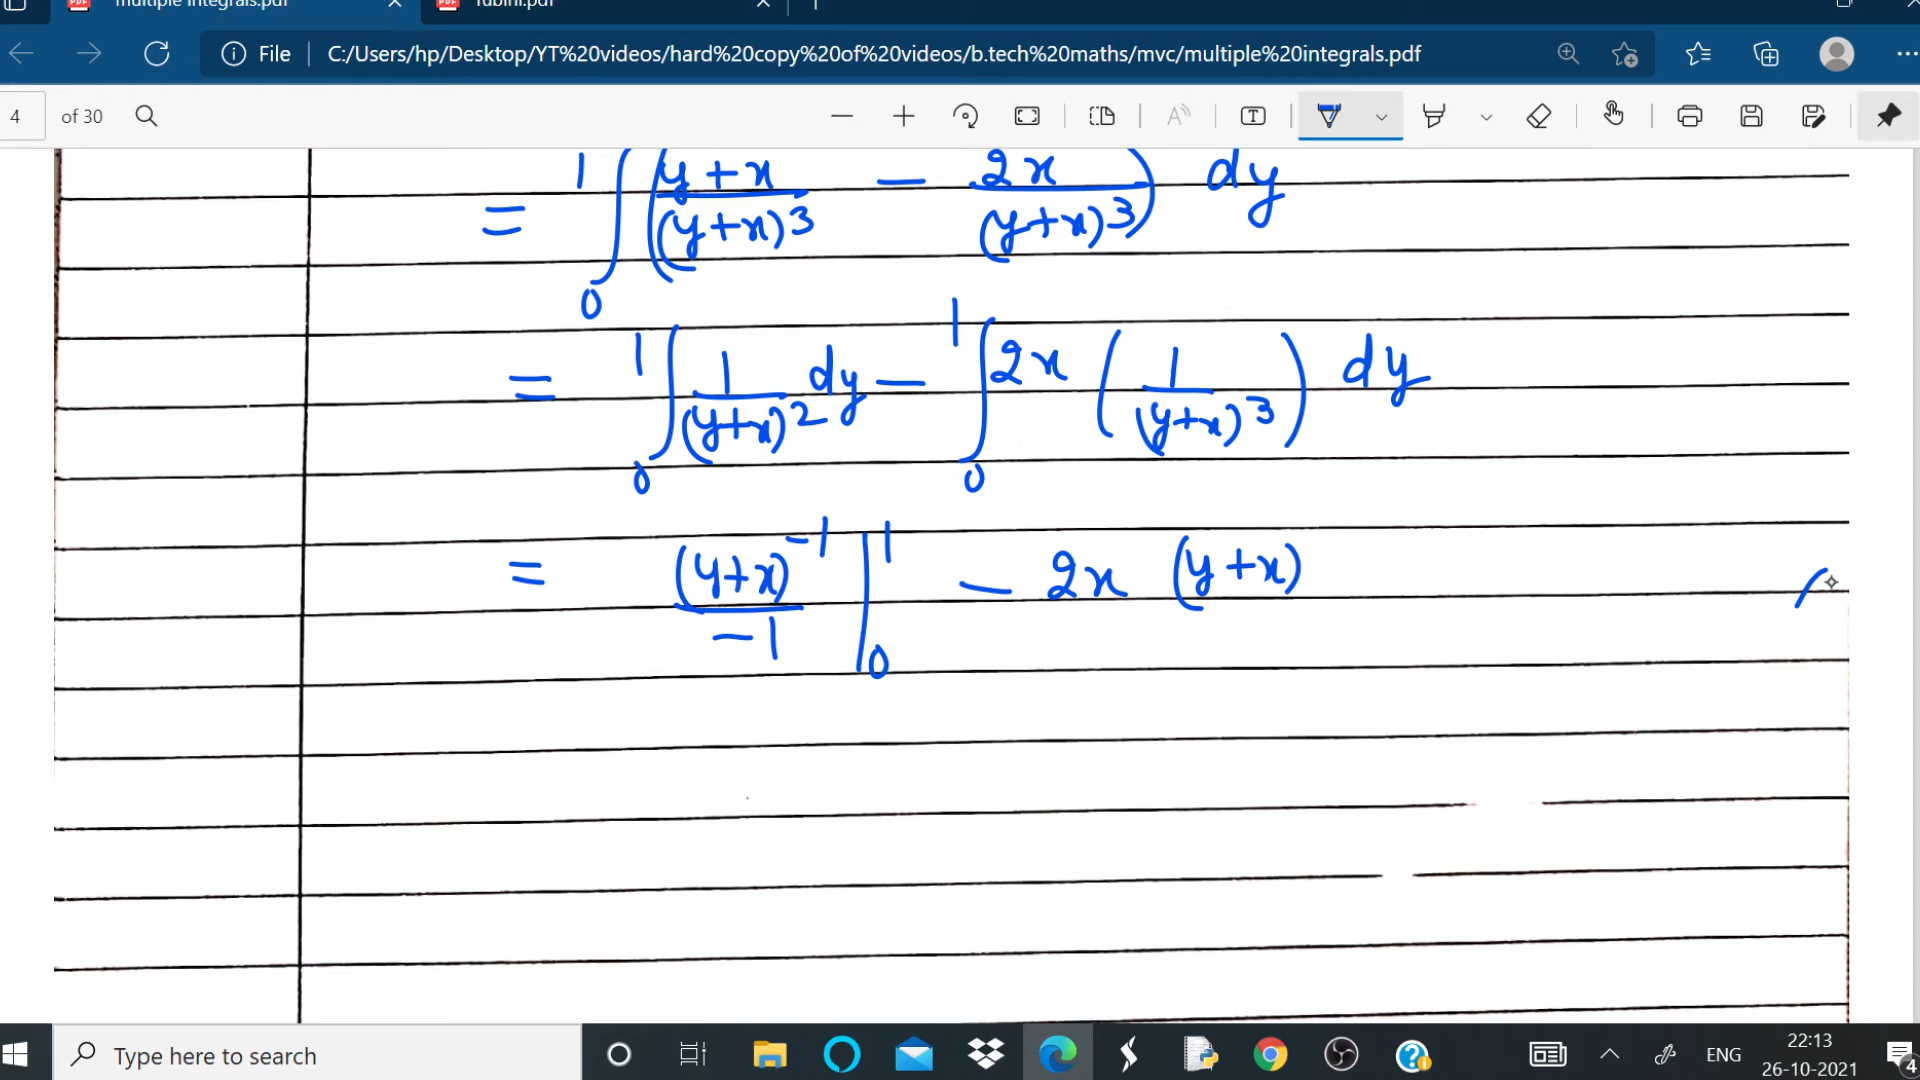 multiple integrals.pdf
fubini.pdf
File C:/Users/hp/Desktop/YT%20videos/hard%20copy%20of%20videos/b.tech%20maths/mvc/multiple%20integrals.pdf
4 of 30
= ∫₀¹ ( (y+x)/(y+x)³ − 2x/(y+x)³ ) dy
= ∫₀¹ 1/(y+x)² dy − ∫₀¹ 2x ( 1/(y+x)³ ) dy
= (y+x)⁻¹/−1 |₀¹ − 2x (y+x)
Type here to search
ENG
22:13
26-10-2021
4